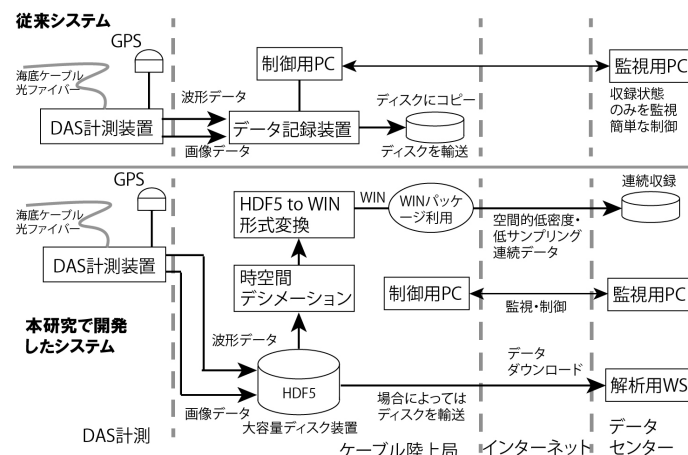 従来システム
GPS
海底ケーブル
光ファイバー
DAS計測装置
波形データ
画像データ
制御用PC
データ記録装置
ディスクにコピー
ディスクを輸送
監視用PC
収録状態
のみを監視
簡単な制御
GPS
海底ケーブル
光ファイバー
DAS計測装置
本研究で開発
したシステム
HDF5 to WIN
形式変換
WIN
WINパッケ
ージ利用
空間的低密度・
低サンプリング
連続データ
連続収録
時空間
デシメーション
制御用PC
監視・制御
監視用PC
波形データ
画像データ
HDF5
大容量ディスク装置
場合によっては
ディスクを輸送
データ
ダウンロード
解析用WS
DAS計測
ケーブル陸上局
インターネット
データ
センター